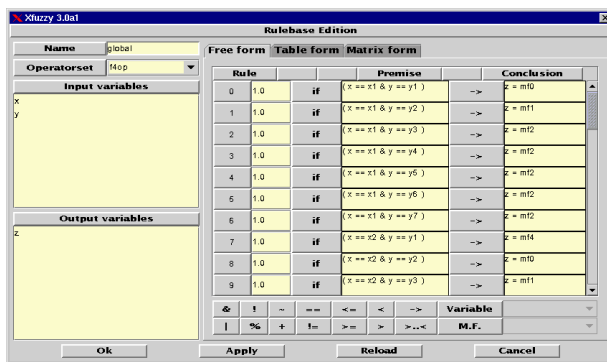 Xfuzzy 3.0a1
Rulebase Edition
Name global
Operatorset f4op
Input variables
x
y
Output variables
z
Free form Table form Matrix form
Rule Premise Conclusion
0 1.0 if ( x == x1 & y == y1 ) -> z = mf0
1 1.0 if ( x == x1 & y == y2 ) -> z = mf1
2 1.0 if ( x == x1 & y == y3 ) -> z = mf2
3 1.0 if ( x == x1 & y == y4 ) -> z = mf2
4 1.0 if ( x == x1 & y == y5 ) -> z = mf2
5 1.0 if ( x == x1 & y == y6 ) -> z = mf2
6 1.0 if ( x == x1 & y == y7 ) -> z = mf2
7 1.0 if ( x == x2 & y == y1 ) -> z = mf4
8 1.0 if ( x == x2 & y == y2 ) -> z = mf0
9 1.0 if ( x == x2 & y == y3 ) -> z = mf1
& ! ~ == <= < -> Variable
| % + != >= > >..< M.F.
Ok Apply Reload Cancel